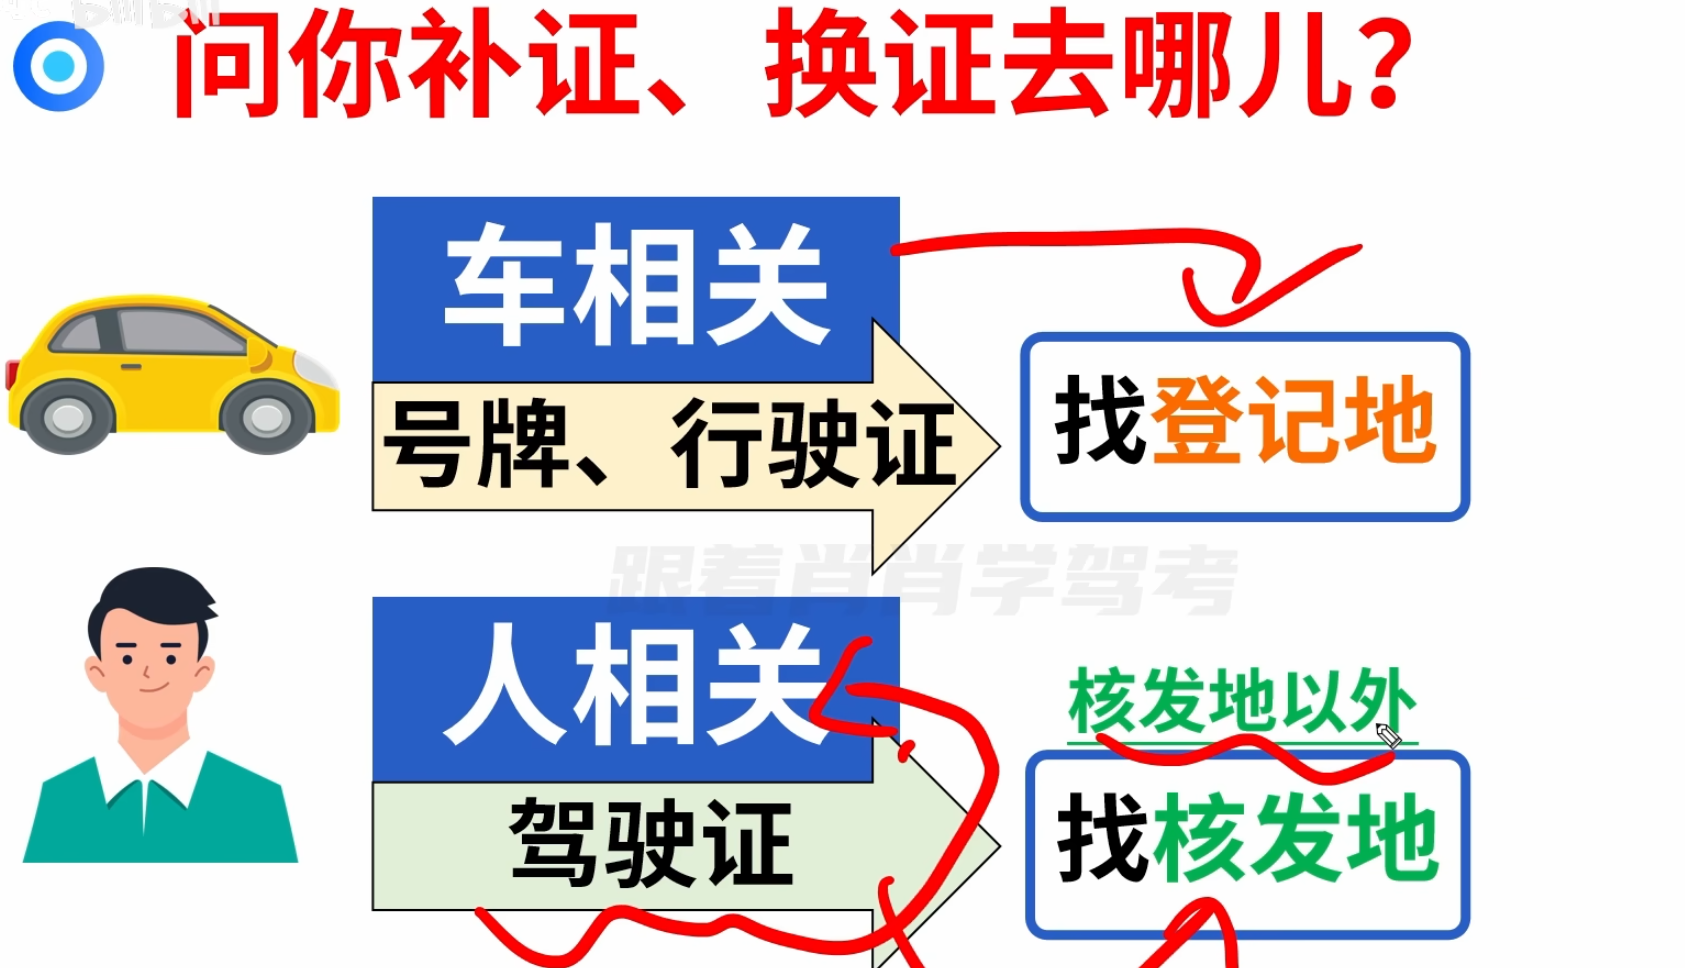 问你补证、换证去哪儿？
车相关
号牌、行驶证
找登记地
跟着肖肖学驾考
人相关
核发地以外
驾驶证
找核发地